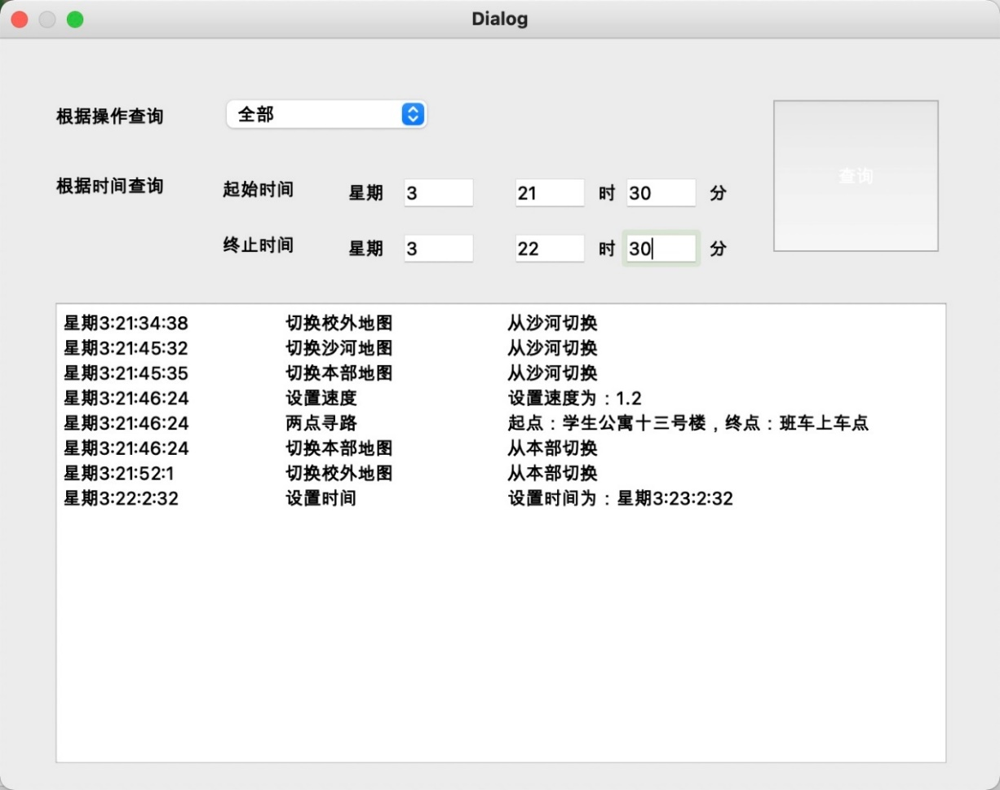 Dialog
根据操作查询 全部
查询
根据时间查询 起始时间 星期 3 21 时 30 分
终止时间 星期 3 22 时 30 分
星期3:21:34:38 切换校外地图 从沙河切换
星期3:21:45:32 切换沙河地图 从沙河切换
星期3:21:45:35 切换本部地图 从沙河切换
星期3:21:46:24 设置速度 设置速度为：1.2
星期3:21:46:24 两点寻路 起点：学生公寓十三号楼，终点：班车上车点
星期3:21:46:24 切换本部地图 从本部切换
星期3:21:52:1 切换校外地图 从本部切换
星期3:22:2:32 设置时间 设置时间为：星期3:23:2:32